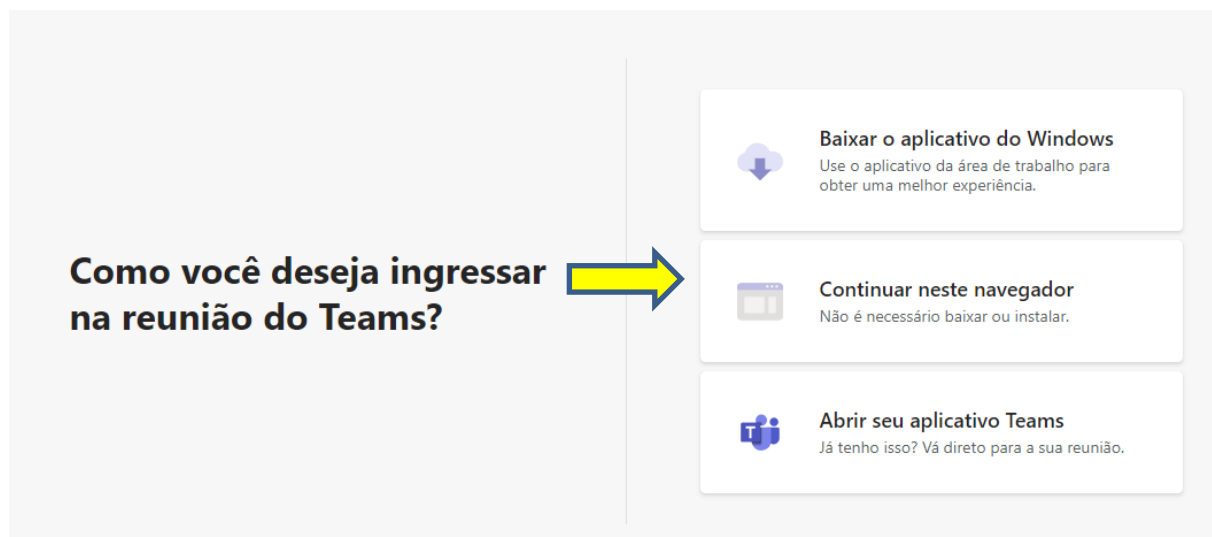 Como você deseja ingressar
na reunião do Teams?
Baixar o aplicativo do Windows
Use o aplicativo da área de trabalho para
obter uma melhor experiência.
Continuar neste navegador
Não é necessário baixar ou instalar.
Abrir seu aplicativo Teams
Já tenho isso? Vá direto para a sua reunião.